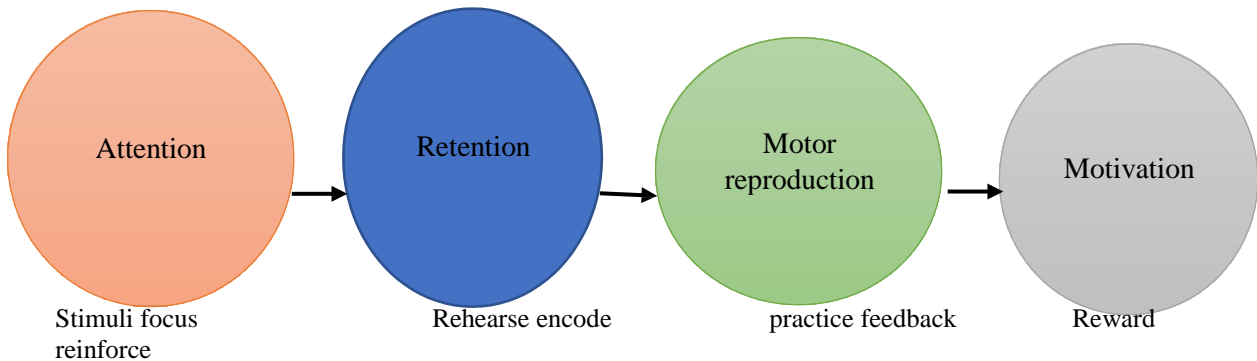 Attention
Retention
Motor
reproduction
Motivation
Stimuli focus
reinforce
Rehearse encode
practice feedback
Reward